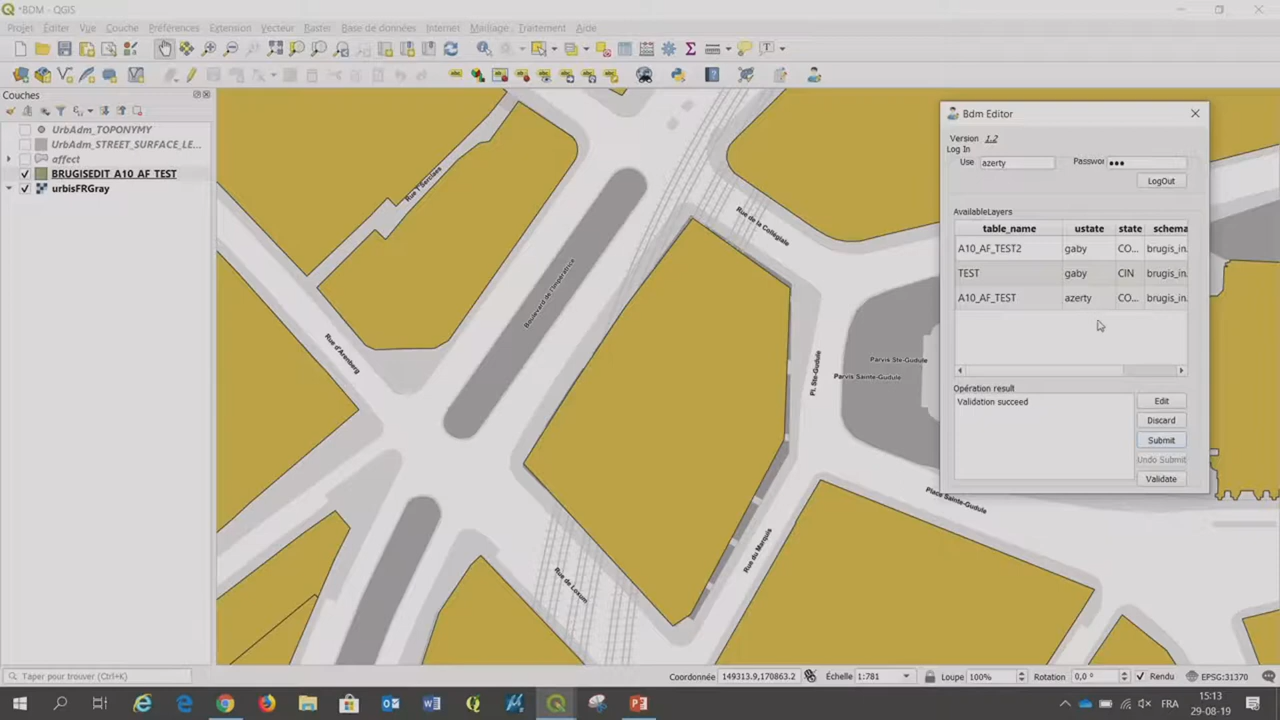 *BDM - QGIS
Projet Éditer Vue Couche Préférences Extension Vecteur Raster Base de données Internet Maillage Traitement Aide
Couches
UrbAdm_TOPONYMY
UrbAdm_STREET_SURFACE_LE...
affect
BRUGISEDIT_A10_AF_TEST
urbisFRGray
Rue T'Serclaes
Rue de la Collégiale
Boulevard de l'Impératrice
Rue d'Arenberg
Pl. Ste-Gudule
Parvis Ste-Gudule
Parvis Sainte-Gudule
Place Sainte-Gudule
Rue du Marquis
Rue de Loxum
Bdm Editor
Version 1.2
Log In
Use azerty Passwor
LogOut
AvailableLayers
table_name ustate state schema
A10_AF_TEST2 gaby CO... brugis_in.
TEST gaby CIN brugis_in.
A10_AF_TEST azerty CO... brugis_in.
Opération result
Validation succeed
Edit
Discard
Submit
Undo Submit
Validate
Taper pour trouver (Ctrl+K) Coordonnée 149313.9,170863.2 Échelle 1:781 Loupe 100% Rotation 0,0 ° Rendu EPSG:31370
FRA 15:13
29-08-19